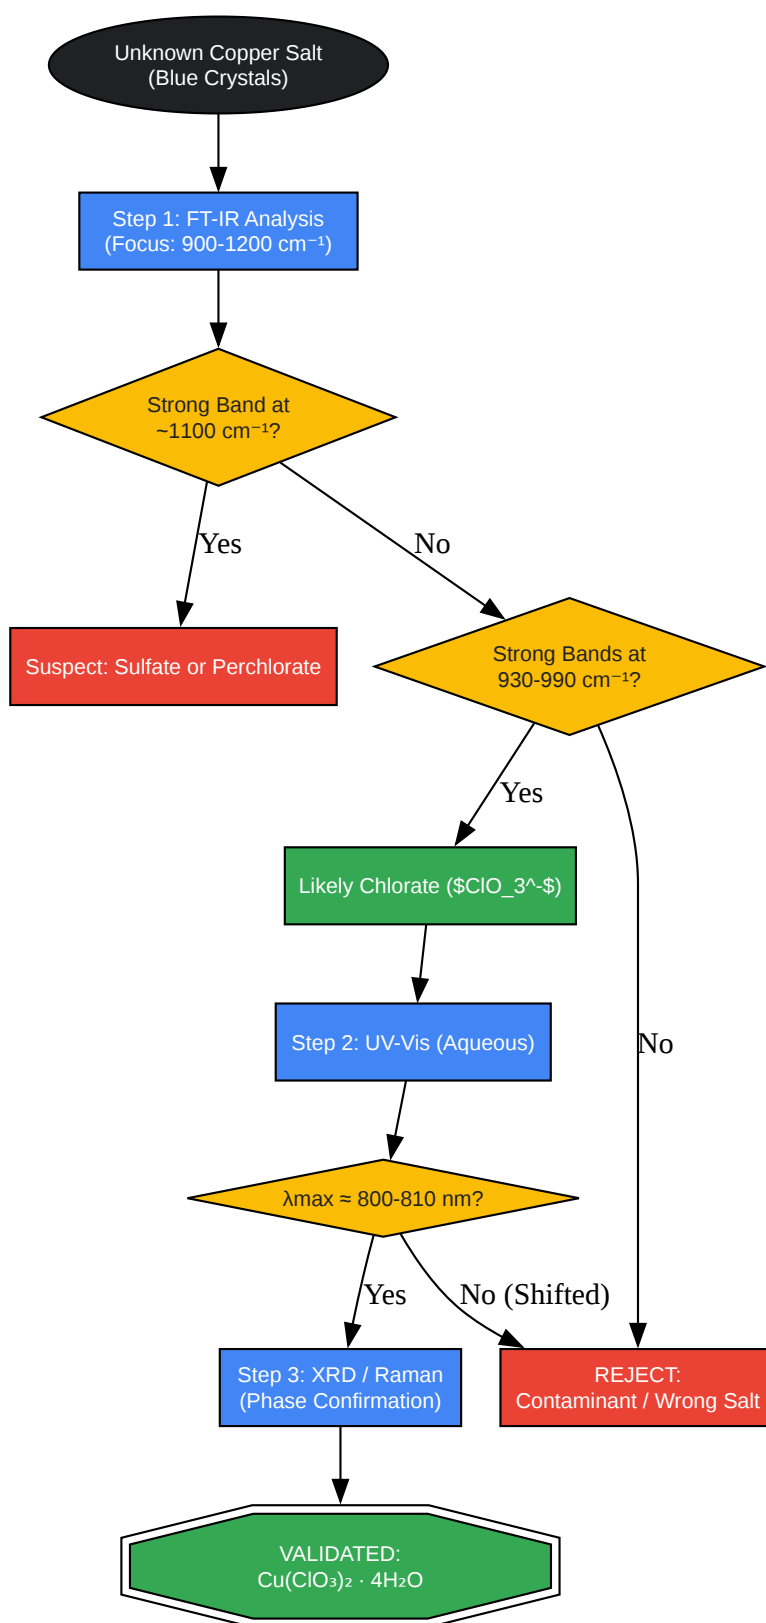 Unknown Copper Salt
(Blue Crystals)
Step 1: FT-IR Analysis
(Focus: 900-1200 cm⁻¹)
Strong Band at
~1100 cm⁻¹?
Yes
No
Suspect: Sulfate or Perchlorate
Strong Bands at
930-990 cm⁻¹?
Yes
Likely Chlorate ($ClO_3^-$)
Step 2: UV-Vis (Aqueous)
No
λmax ≈ 800-810 nm?
Yes
No (Shifted)
Step 3: XRD / Raman
(Phase Confirmation)
REJECT:
Contaminant / Wrong Salt
VALIDATED:
Cu(ClO₃)₂ · 4H₂O